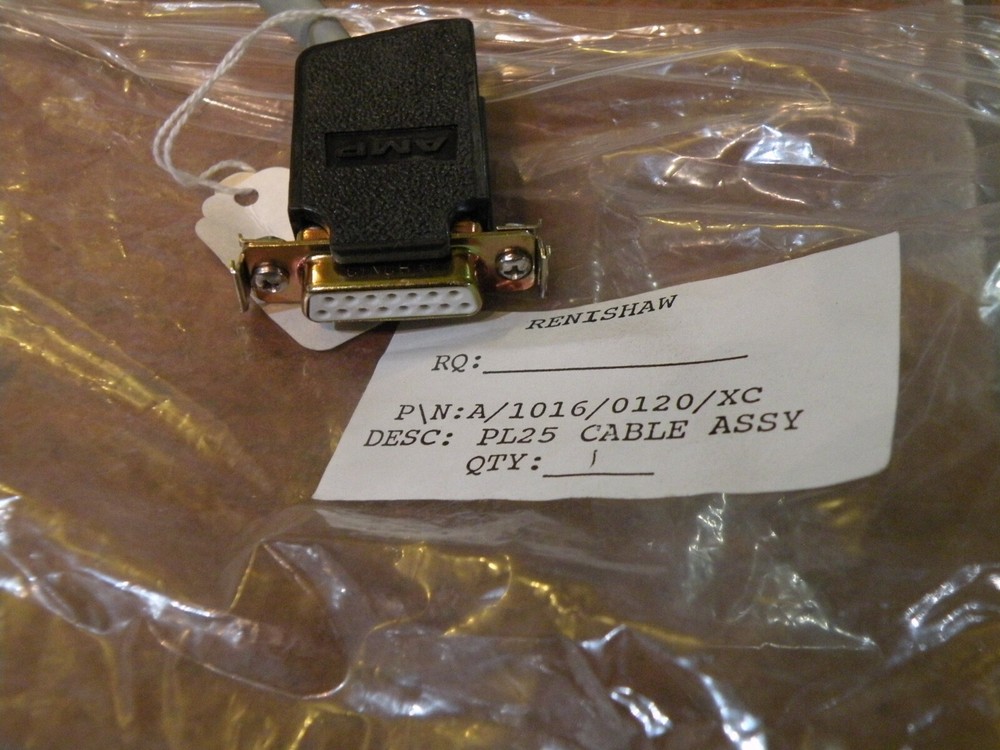 AMP
RENISHAW
RQ:
P\N:A/1016/0120/XC
DESC: PL25 CABLE ASSY
QTY: 1